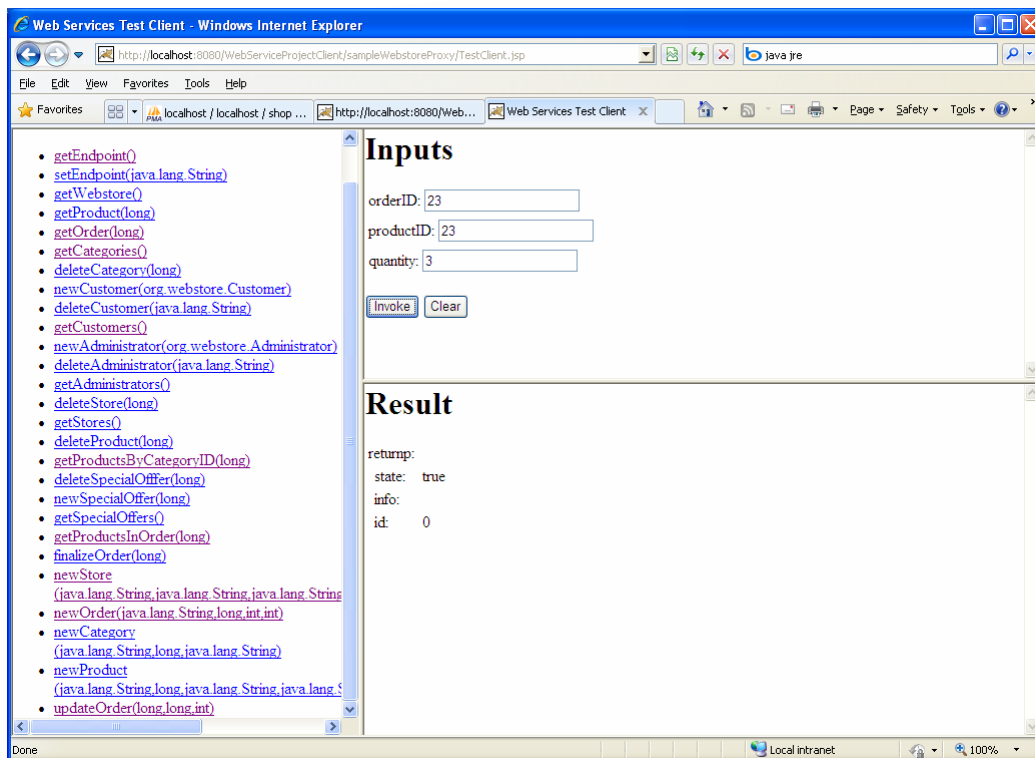 Web Services Test Client - Windows Internet Explorer
http://localhost:8080/WebServiceProjectClient/sampleWebstoreProxy/TestClient.jsp
java jre
File Edit View Favorites Tools Help
Favorites
localhost / localhost / shop ...
http://localhost:8080/Web...
Web Services Test Client X
Page Safety Tools
getEndpoint()
setEndpoint(java.lang.String)
getWebstore()
getProduct(long)
getOrder(long)
getCategories()
deleteCategory(long)
newCustomer(org.webstore.Customer)
deleteCustomer(java.lang.String)
getCustomers()
newAdministrator(org.webstore.Administrator)
deleteAdministrator(java.lang.String)
getAdministrators()
deleteStore(long)
getStores()
deleteProduct(long)
getProductsByCategoryID(long)
deleteSpecialOfffer(long)
newSpecialOffer(long)
getSpecialOffers()
getProductsInOrder(long)
finalizeOrder(long)
newStore
(java.lang.String,java.lang.String,java.lang.String
newOrder(java.lang.String,long,int,int)
newCategory
(java.lang.String,long,java.lang.String)
newProduct
(java.lang.String,long,java.lang.String,java.lang.S
updateOrder(long,long,int)
Inputs
orderID: 23
productID: 23
quantity: 3
Invoke Clear
Result
returnp:
state: true
info:
id: 0
Done
Local intranet
100%